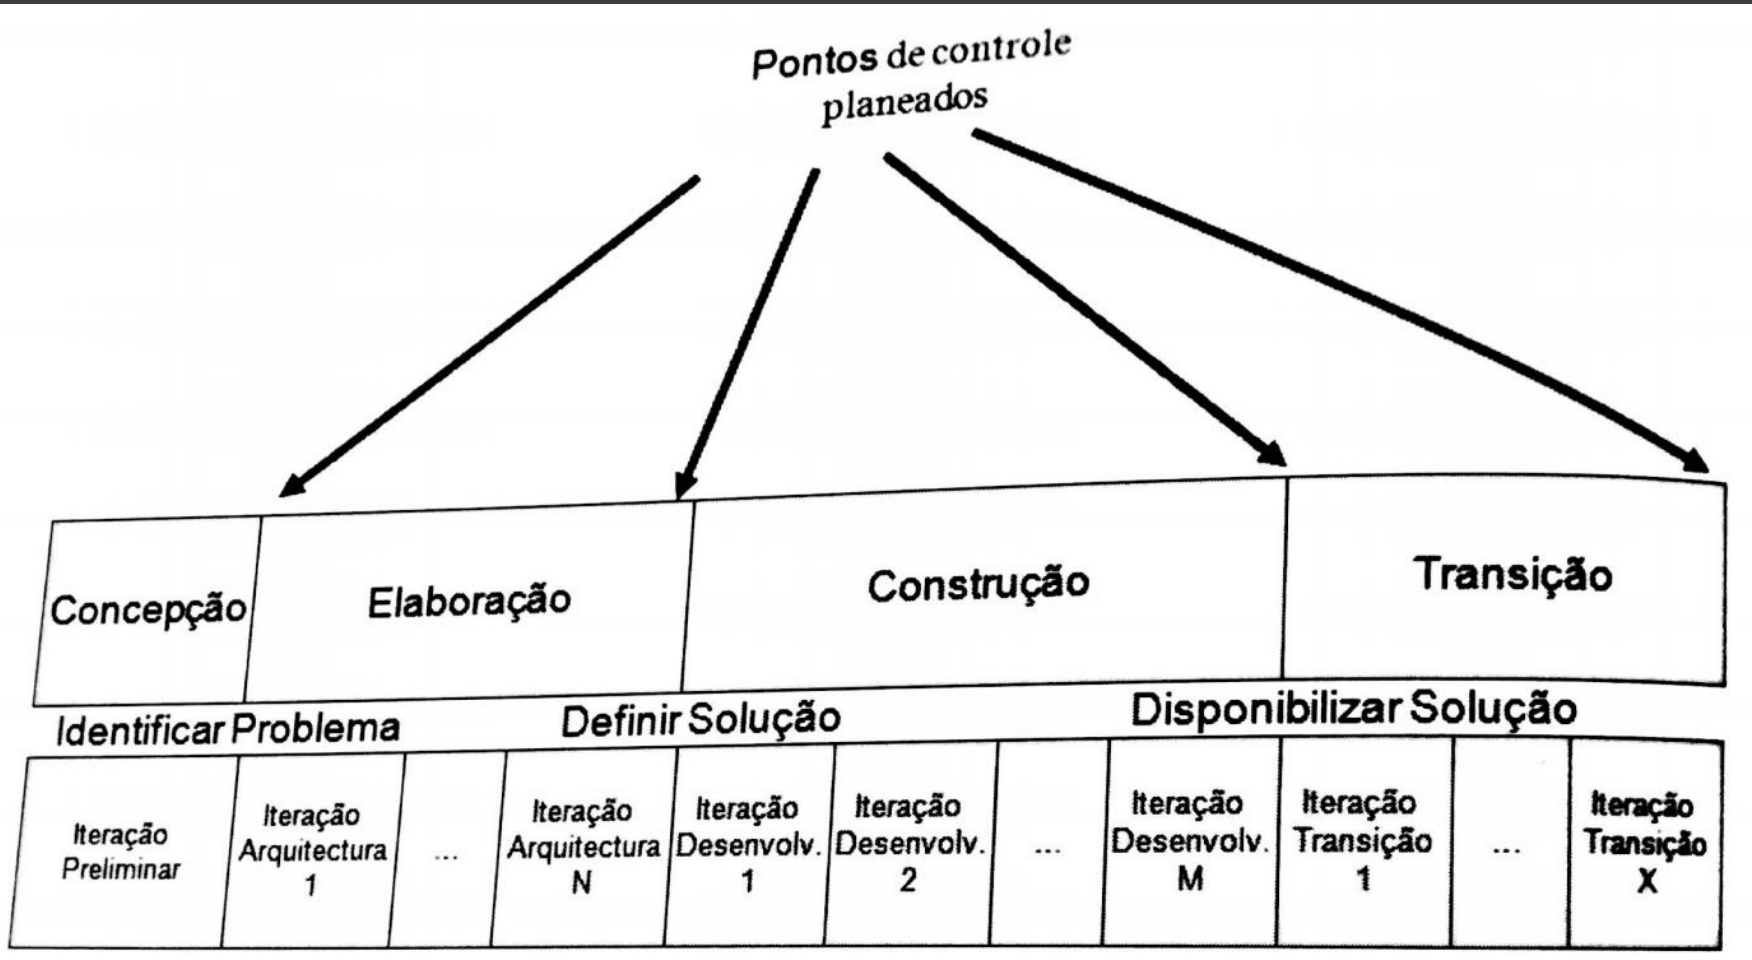 Pontos de controle
planeados
Concepção
Elaboração
Construção
Transição
Identificar Problema
Definir Solução
Disponibilizar Solução
Iteração
Preliminar
Iteração
Arquitectura
1
...
Iteração
Arquitectura
N
Iteração
Desenvolv.
1
Iteração
Desenvolv.
2
...
Iteração
Desenvolv.
M
Iteração
Transição
1
...
Iteração
Transição
X